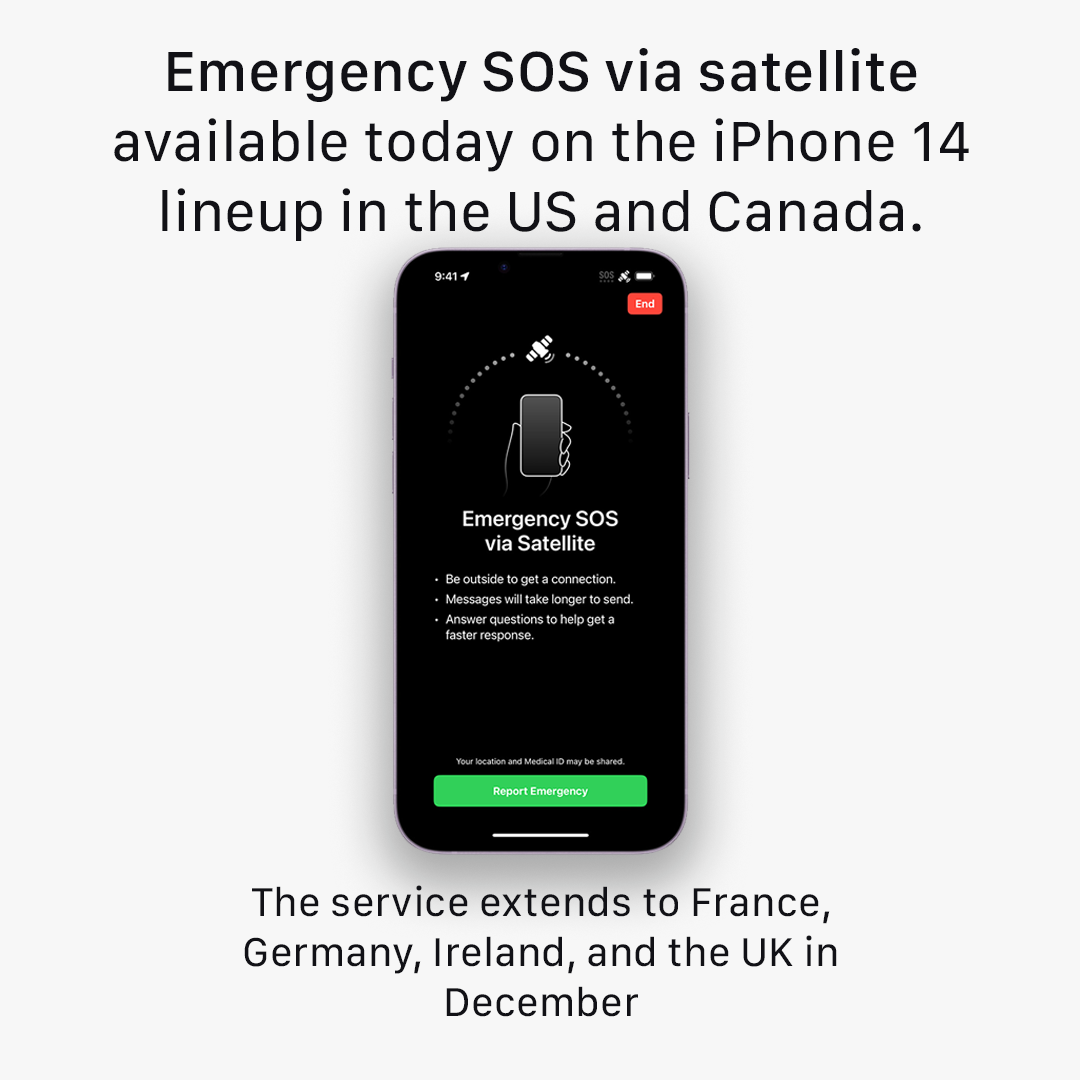 Emergency SOS via satellite
available today on the iPhone 14
lineup in the US and Canada.
9:41
SOS
End
Emergency SOS
via Satellite
• Be outside to get a connection.
• Messages will take longer to send.
• Answer questions to help get a
faster response.
Your location and Medical ID may be shared.
Report Emergency
The service extends to France,
Germany, Ireland, and the UK in
December